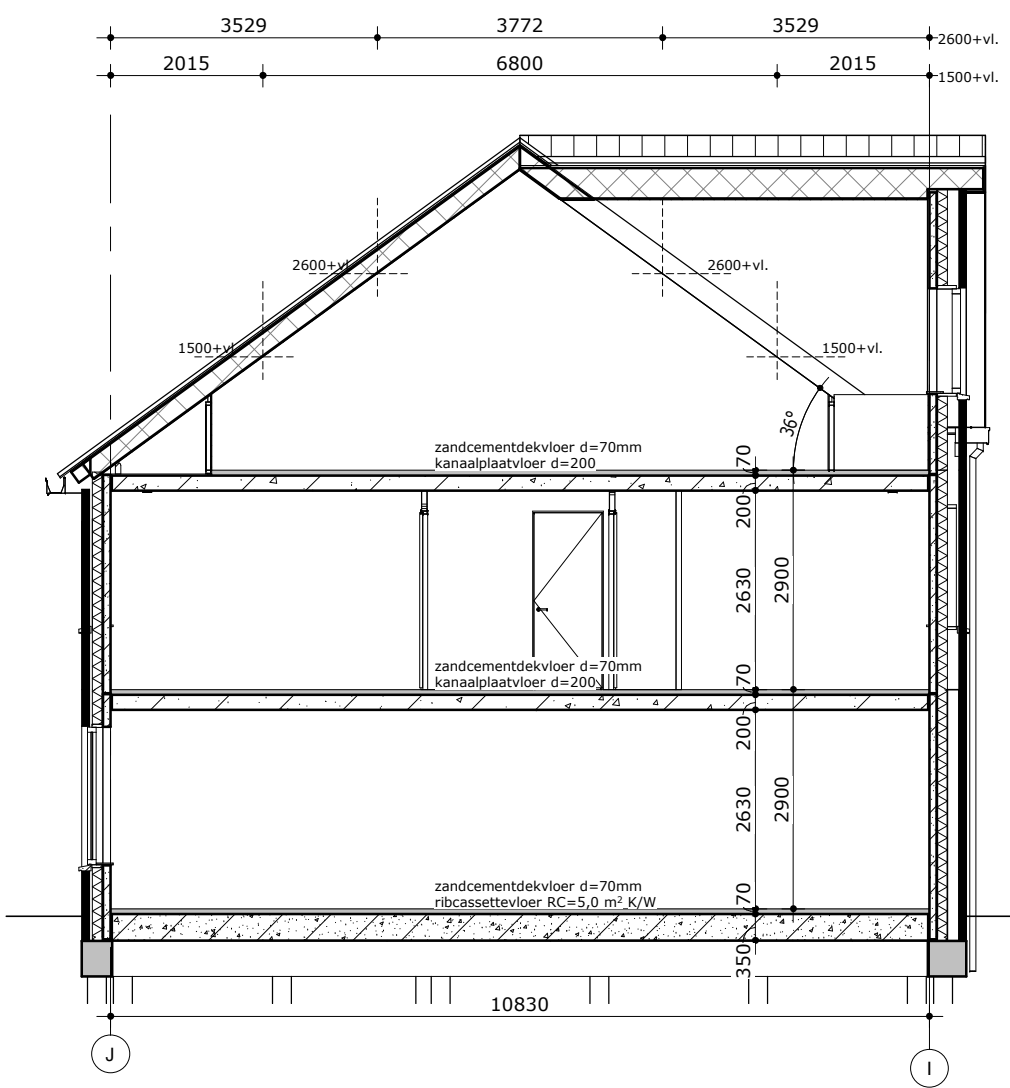 3529 3772 3529
2600+vl.
2015 6800 2015
1500+vl.
2600+vl. 2600+vl.
1500+vl. 1500+vl.
36°
zandcementdekvloer d=70mm
kanaalplaatvloer d=200
70
200
2630
2900
zandcementdekvloer d=70mm
kanaalplaatvloer d=200
70
200
2630
2900
zandcementdekvloer d=70mm
ribcassettevloer RC=5,0 m² K/W
70
350
10830
J I